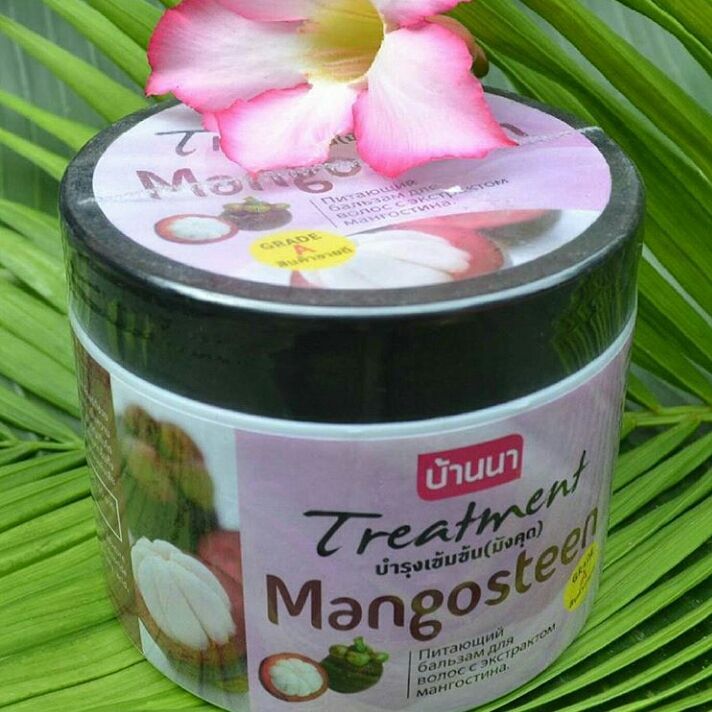 Mangosteen
Питающий
бальзам для
волос с экстрактом
мангостина.
GRADE
A
บ้านนา
Treatment
บำรุงเข้มข้น(มังคุด)
Mangosteen
GRADE
A
Питающий
бальзам для
волос с экстрактом
мангостина.